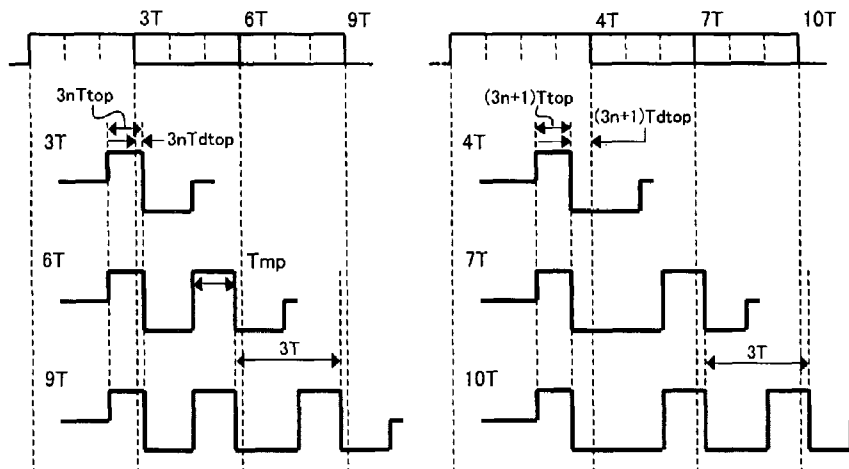 3T 6T 9T
4T 7T 10T
3nTtop
3nTdtop
3T
(3n+1)Ttop
(3n+1)Tdtop
4T
6T
Tmp
7T
3T
9T
3T
10T